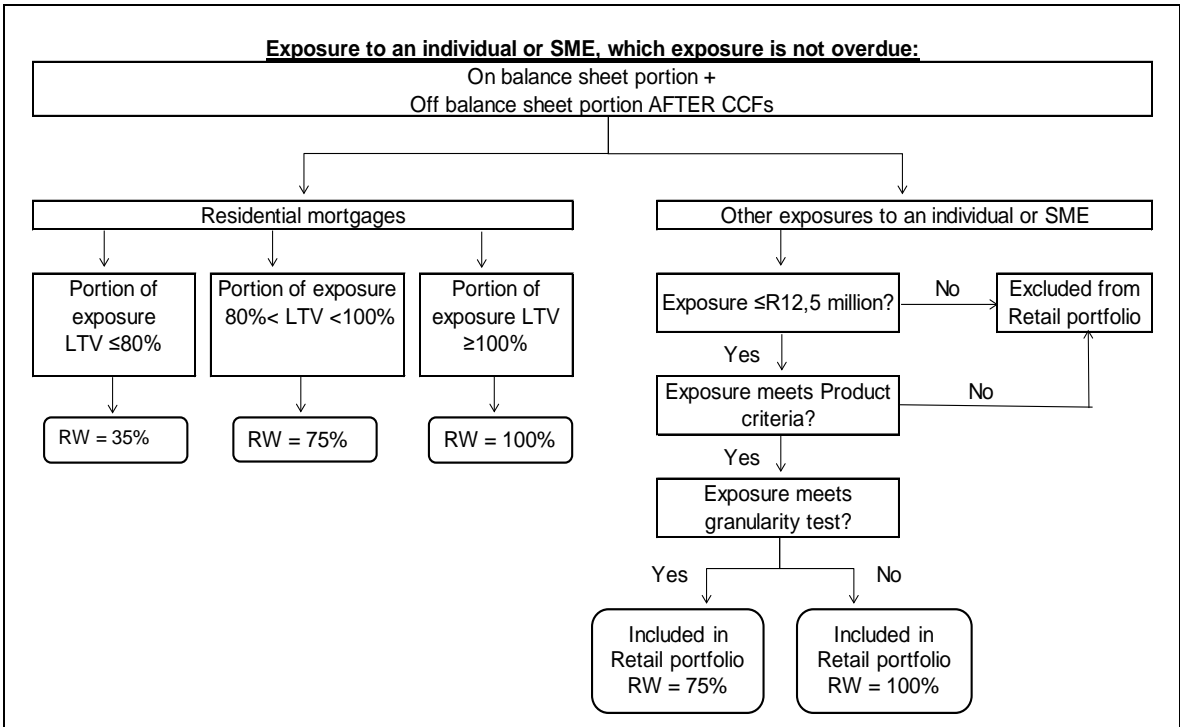 Exposure to an individual or SME, which exposure is not overdue:
On balance sheet portion +
Off balance sheet portion AFTER CCFs
Residential mortgages
Portion of
exposure
LTV ≤80%
Portion of exposure
80%< LTV <100%
Portion of
exposure LTV
≥100%
RW = 35%
RW = 75%
RW = 100%
Other exposures to an individual or SME
Exposure ≤R12,5 million?
No
Excluded from
Retail portfolio
Yes
Exposure meets Product
criteria?
No
Yes
Exposure meets
granularity test?
Yes
No
Included in
Retail portfolio
RW = 75%
Included in
Retail portfolio
RW = 100%